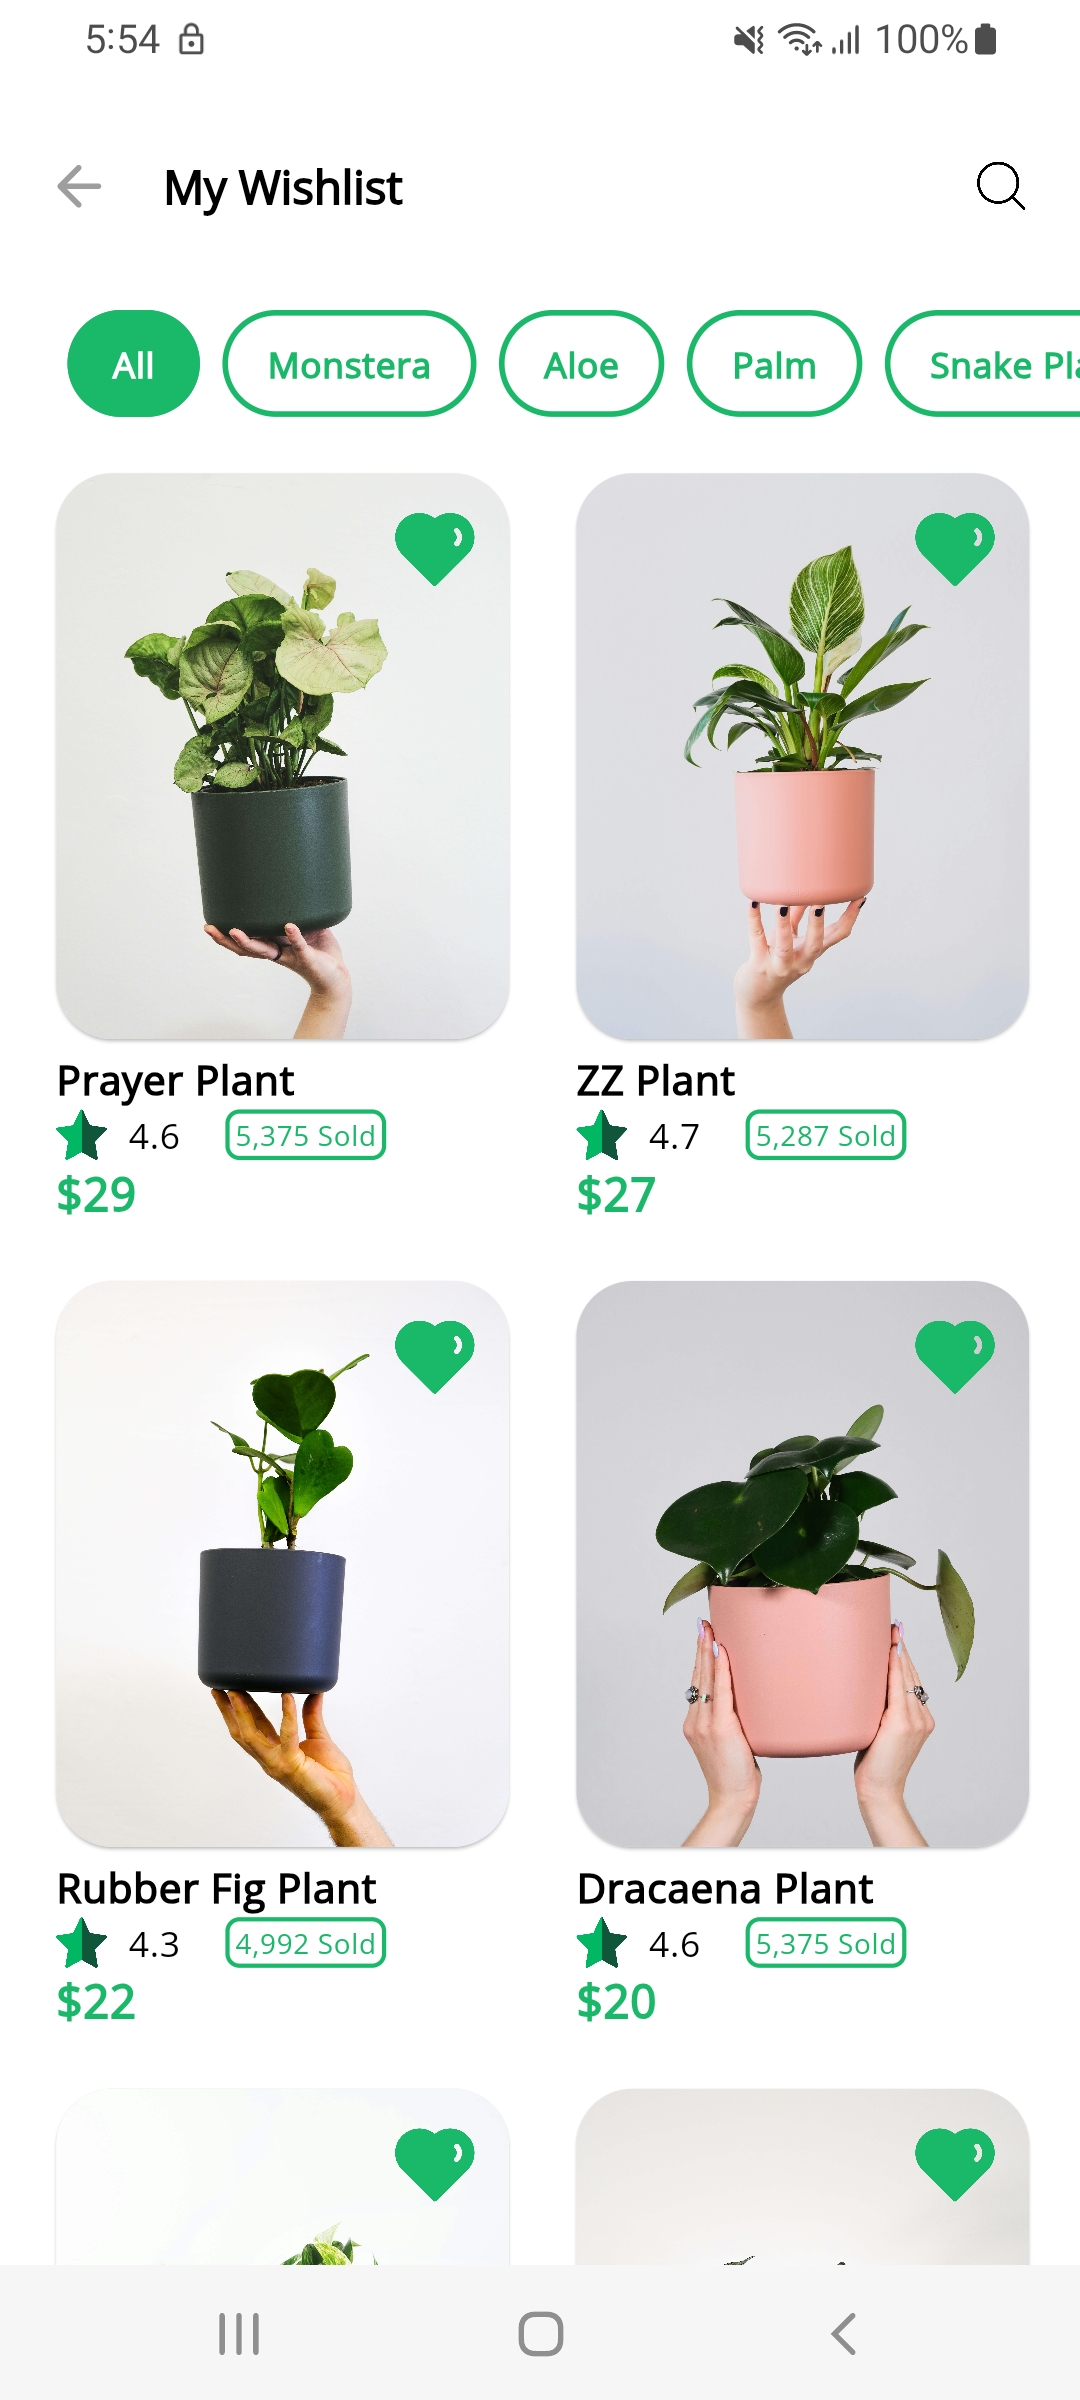 5:54 100%
My Wishlist
All Monstera Aloe Palm Snake
Prayer Plant ZZ Plant
4.6 5,375 Sold 4.7 5,287 Sold
$29 $27
Rubber Fig Plant Dracaena Plant
4.3 4,992 Sold 4.6 5,375 Sold
$22 $20